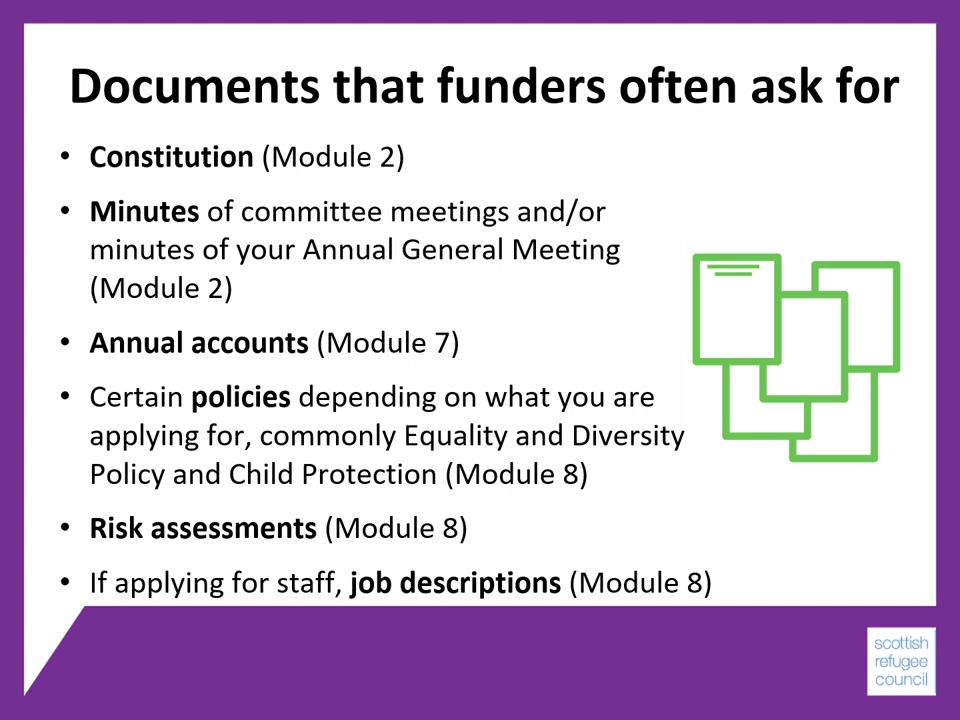 Documents that funders often ask for
• Constitution (Module 2)
• Minutes of committee meetings and/or
minutes of your Annual General Meeting
(Module 2)
• Annual accounts (Module 7)
• Certain policies depending on what you are
applying for, commonly Equality and Diversity
Policy and Child Protection (Module 8)
• Risk assessments (Module 8)
• If applying for staff, job descriptions (Module 8)
scottish
refugee
council